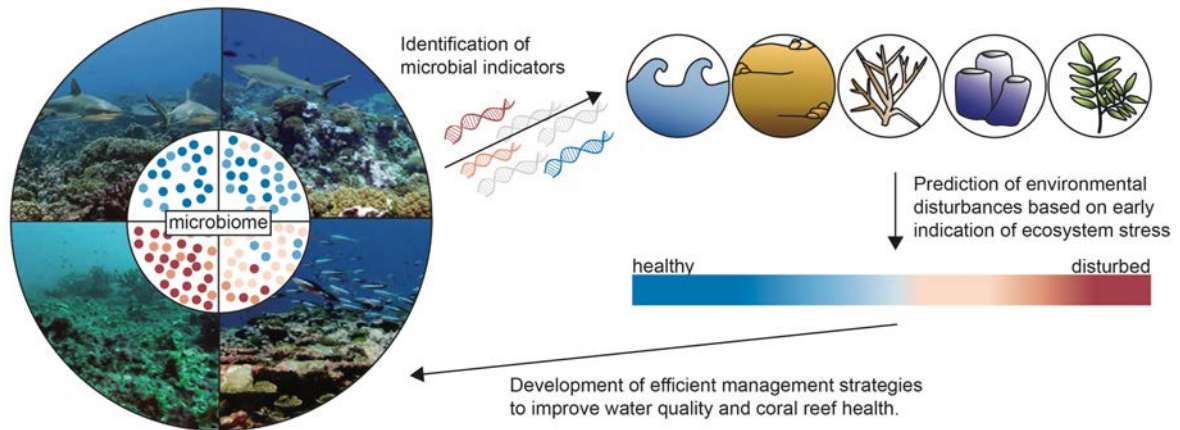 Identification of
microbial indicators
microbiome
Prediction of environmental
disturbances based on early
indication of ecosystem stress
healthy
disturbed
Development of efficient management strategies
to improve water quality and coral reef health.